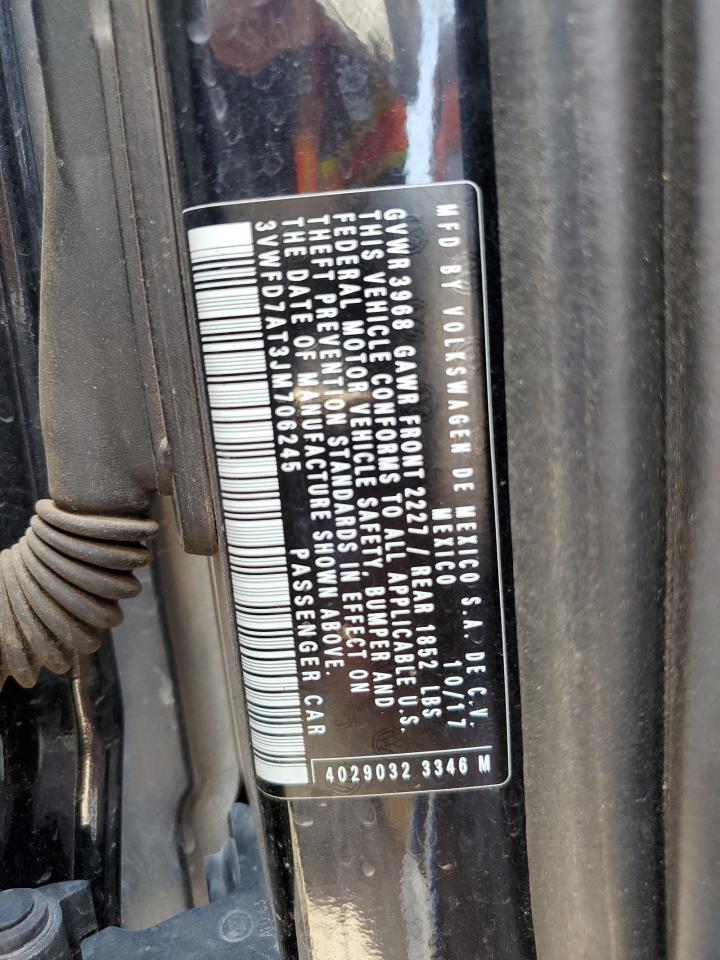 MFD BY VOLKSWAGEN DE MEXICO S.A. DE C.V.
MEXICO 10/17
GVWR 3968 GAWR FRONT 2227 / REAR 1852 LBS
THIS VEHICLE CONFORMS TO ALL APPLICABLE U.S.
FEDERAL MOTOR VEHICLE SAFETY, BUMPER AND
THEFT PREVENTION STANDARDS IN EFFECT ON
THE DATE OF MANUFACTURE SHOWN ABOVE.
3VWFD7AT3JM706245 PASSENGER CAR
4029032 3346 M